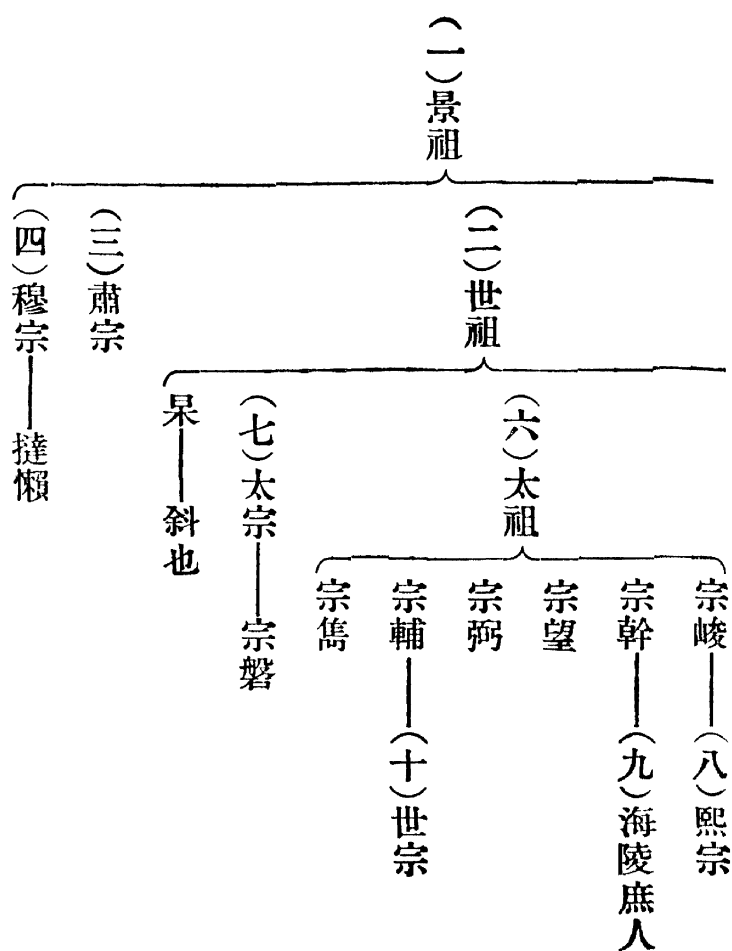 (一)景祖
(二)世祖
(三)肅宗
(四)穆宗
撻懶
(六)太祖
(七)太宗
宗磐
杲
斜也
宗峻
(八)熙宗
宗幹
(九)海陵庶人
宗望
宗弼
宗輔
(十)世宗
宗雋